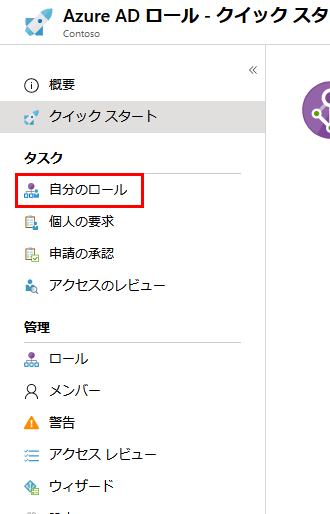 Azure AD ロール - クイック スタ
Contoso
«
概要
クイック スタート
タスク
自分のロール
個人の要求
申請の承認
アクセスのレビュー
管理
ロール
メンバー
警告
アクセス レビュー
ウィザード